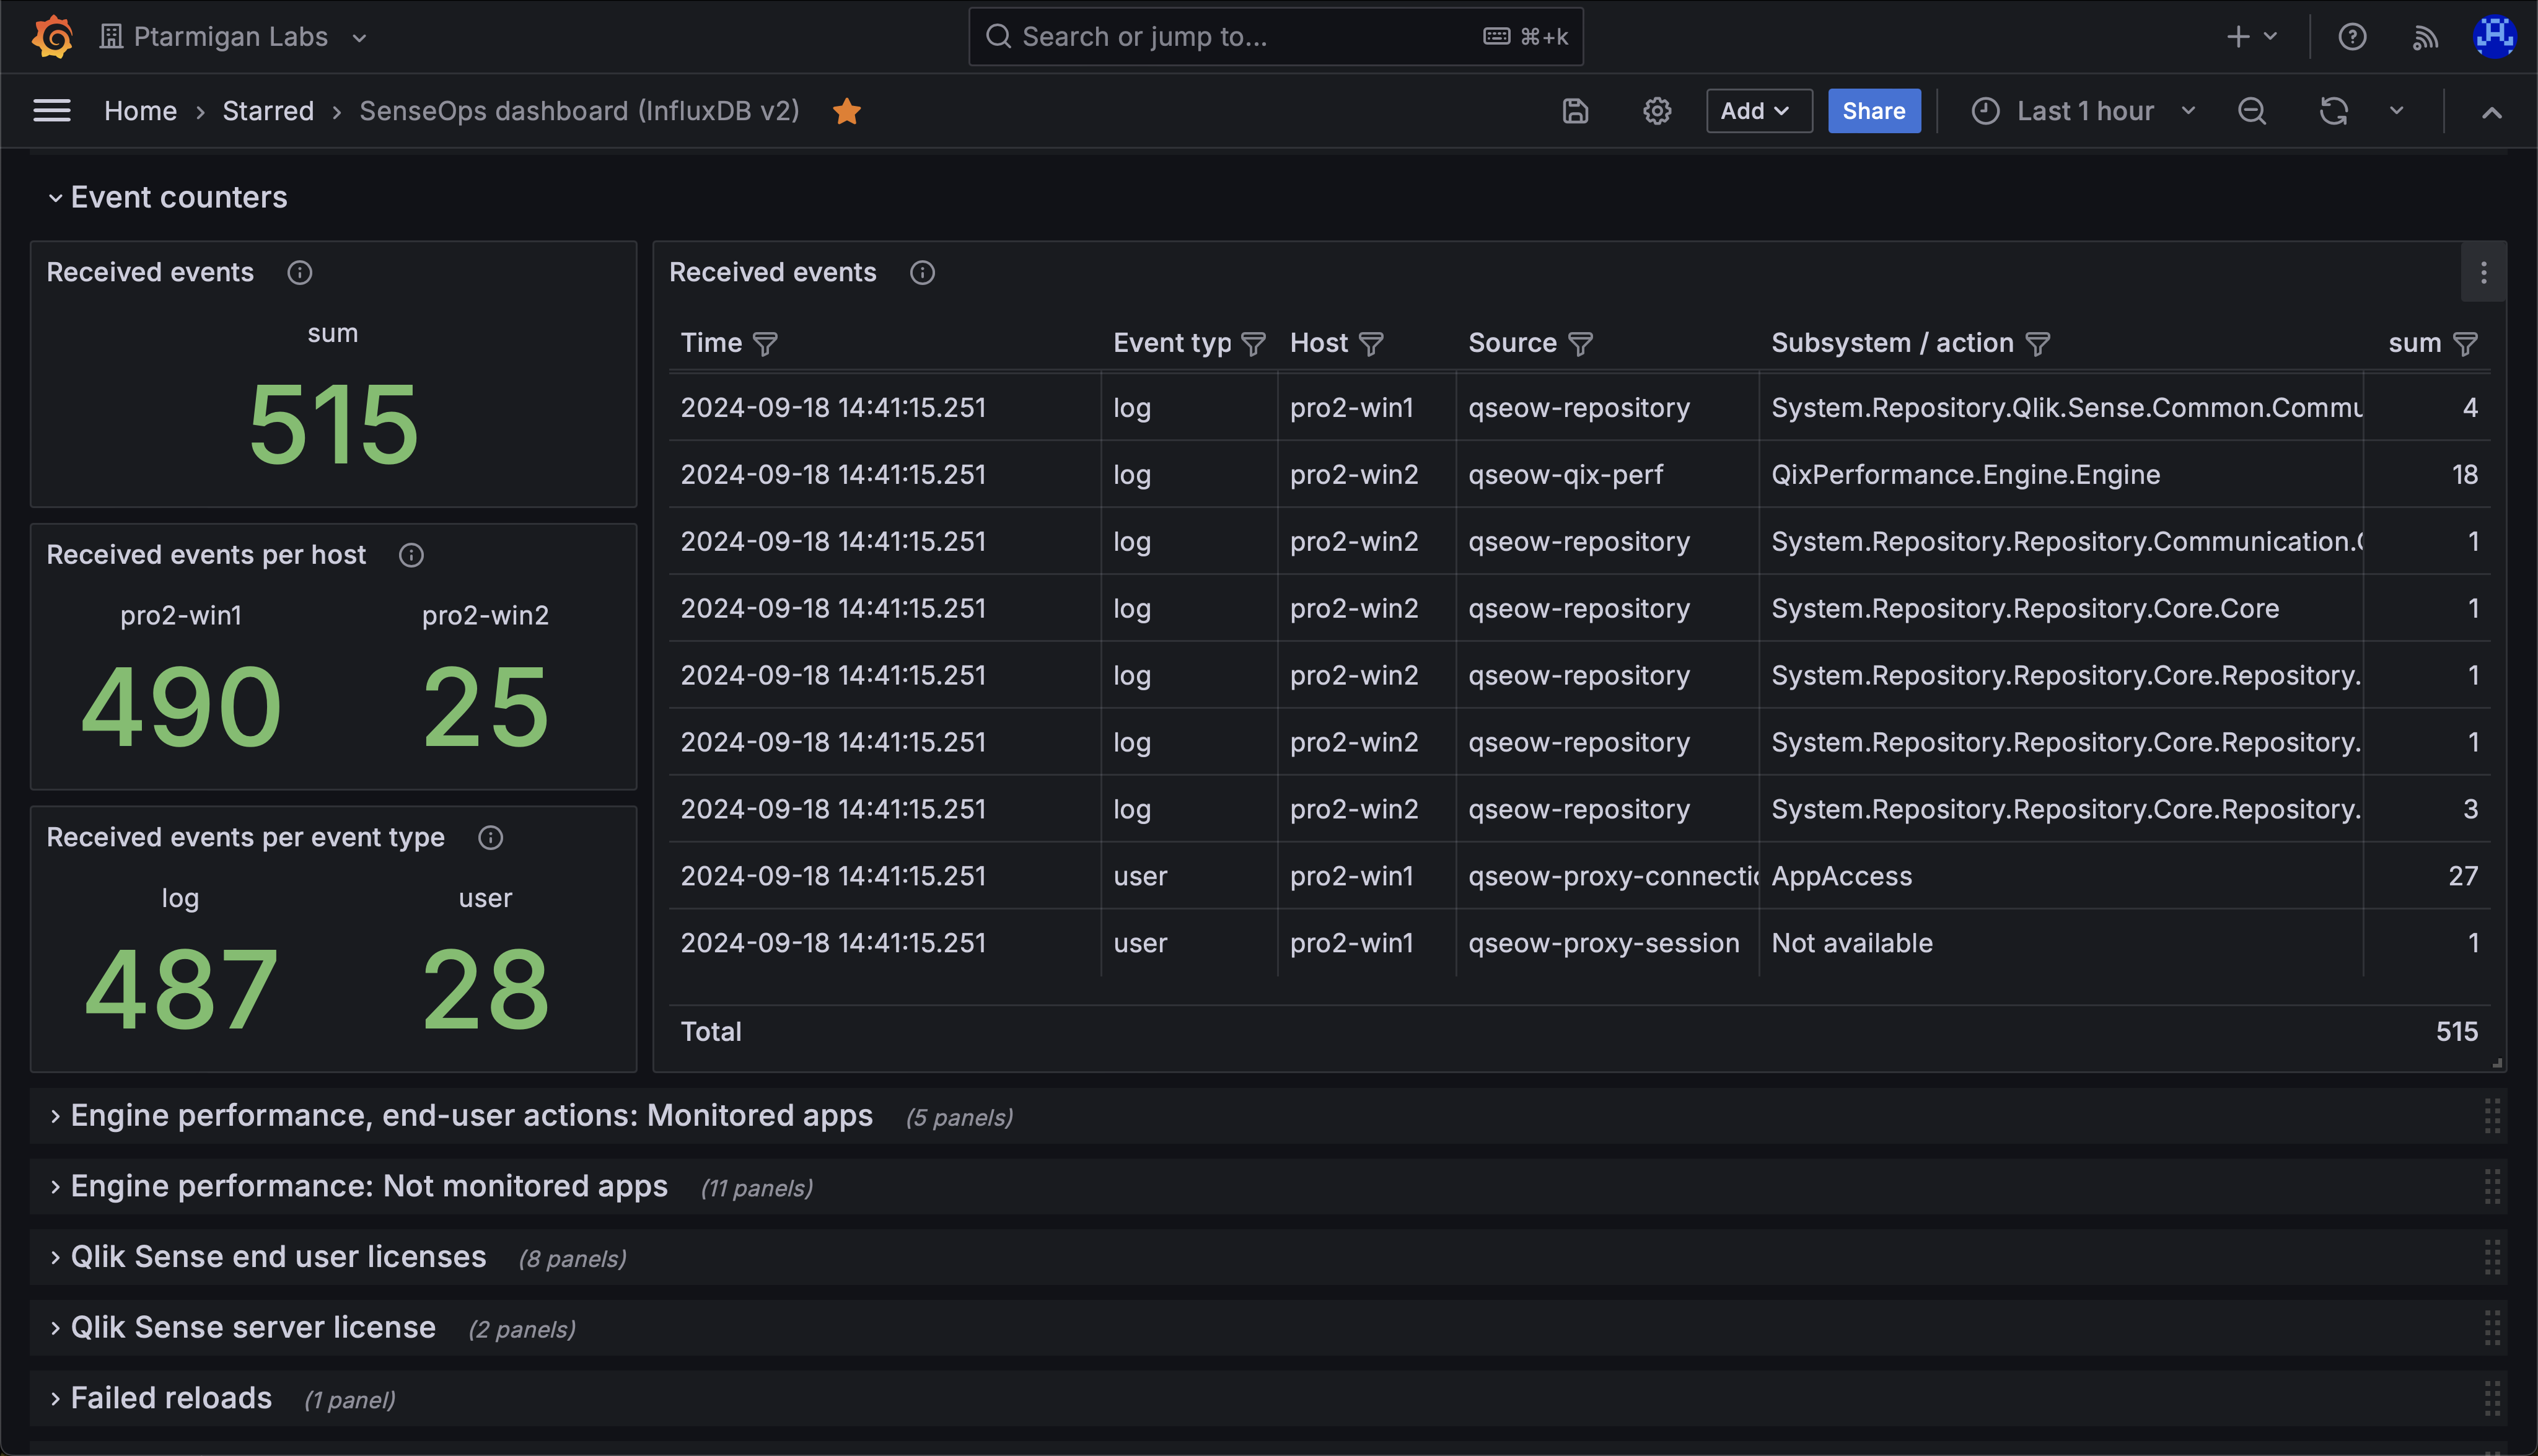 Ptarmigan Labs
Search or jump to...
⌘+k
Home › Starred › SenseOps dashboard (InfluxDB v2)
Add
Share
Last 1 hour
Event counters
Received events
sum
515
Received events per host
pro2-win1 pro2-win2
490 25
Received events per event type
log user
487 28
Received events
Time Event typ Host Source Subsystem / action sum
2024-09-18 14:41:15.251 log pro2-win1 qseow-repository System.Repository.Qlik.Sense.Common.Commu 4
2024-09-18 14:41:15.251 log pro2-win2 qseow-qix-perf QixPerformance.Engine.Engine 18
2024-09-18 14:41:15.251 log pro2-win2 qseow-repository System.Repository.Repository.Communication. 1
2024-09-18 14:41:15.251 log pro2-win2 qseow-repository System.Repository.Repository.Core.Core 1
2024-09-18 14:41:15.251 log pro2-win2 qseow-repository System.Repository.Repository.Core.Repository. 1
2024-09-18 14:41:15.251 log pro2-win2 qseow-repository System.Repository.Repository.Core.Repository. 1
2024-09-18 14:41:15.251 log pro2-win2 qseow-repository System.Repository.Repository.Core.Repository. 3
2024-09-18 14:41:15.251 user pro2-win1 qseow-proxy-connectio AppAccess 27
2024-09-18 14:41:15.251 user pro2-win1 qseow-proxy-session Not available 1
Total 515
Engine performance, end-user actions: Monitored apps (5 panels)
Engine performance: Not monitored apps (11 panels)
Qlik Sense end user licenses (8 panels)
Qlik Sense server license (2 panels)
Failed reloads (1 panel)